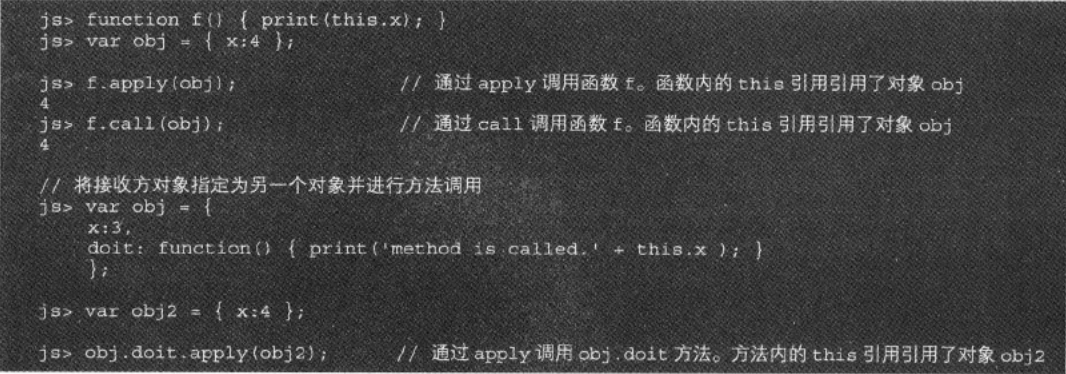 js> function f() { print(this.x); }
js> var obj = { x:4 };
js> f.apply(obj); // 通过 apply 调用函数 f。函数内的 this 引用引用了对象 obj
4
js> f.call(obj); // 通过 call 调用函数 f。函数内的 this 引用引用了对象 obj
4
// 将接收方对象指定为另一个对象并进行方法调用
js> var obj = {
x:3,
doit: function() { print('method is called.' + this.x ); }
};
js> var obj2 = { x:4 };
js> obj.doit.apply(obj2); // 通过 apply 调用 obj.doit 方法。方法内的 this 引用引用了对象 obj2